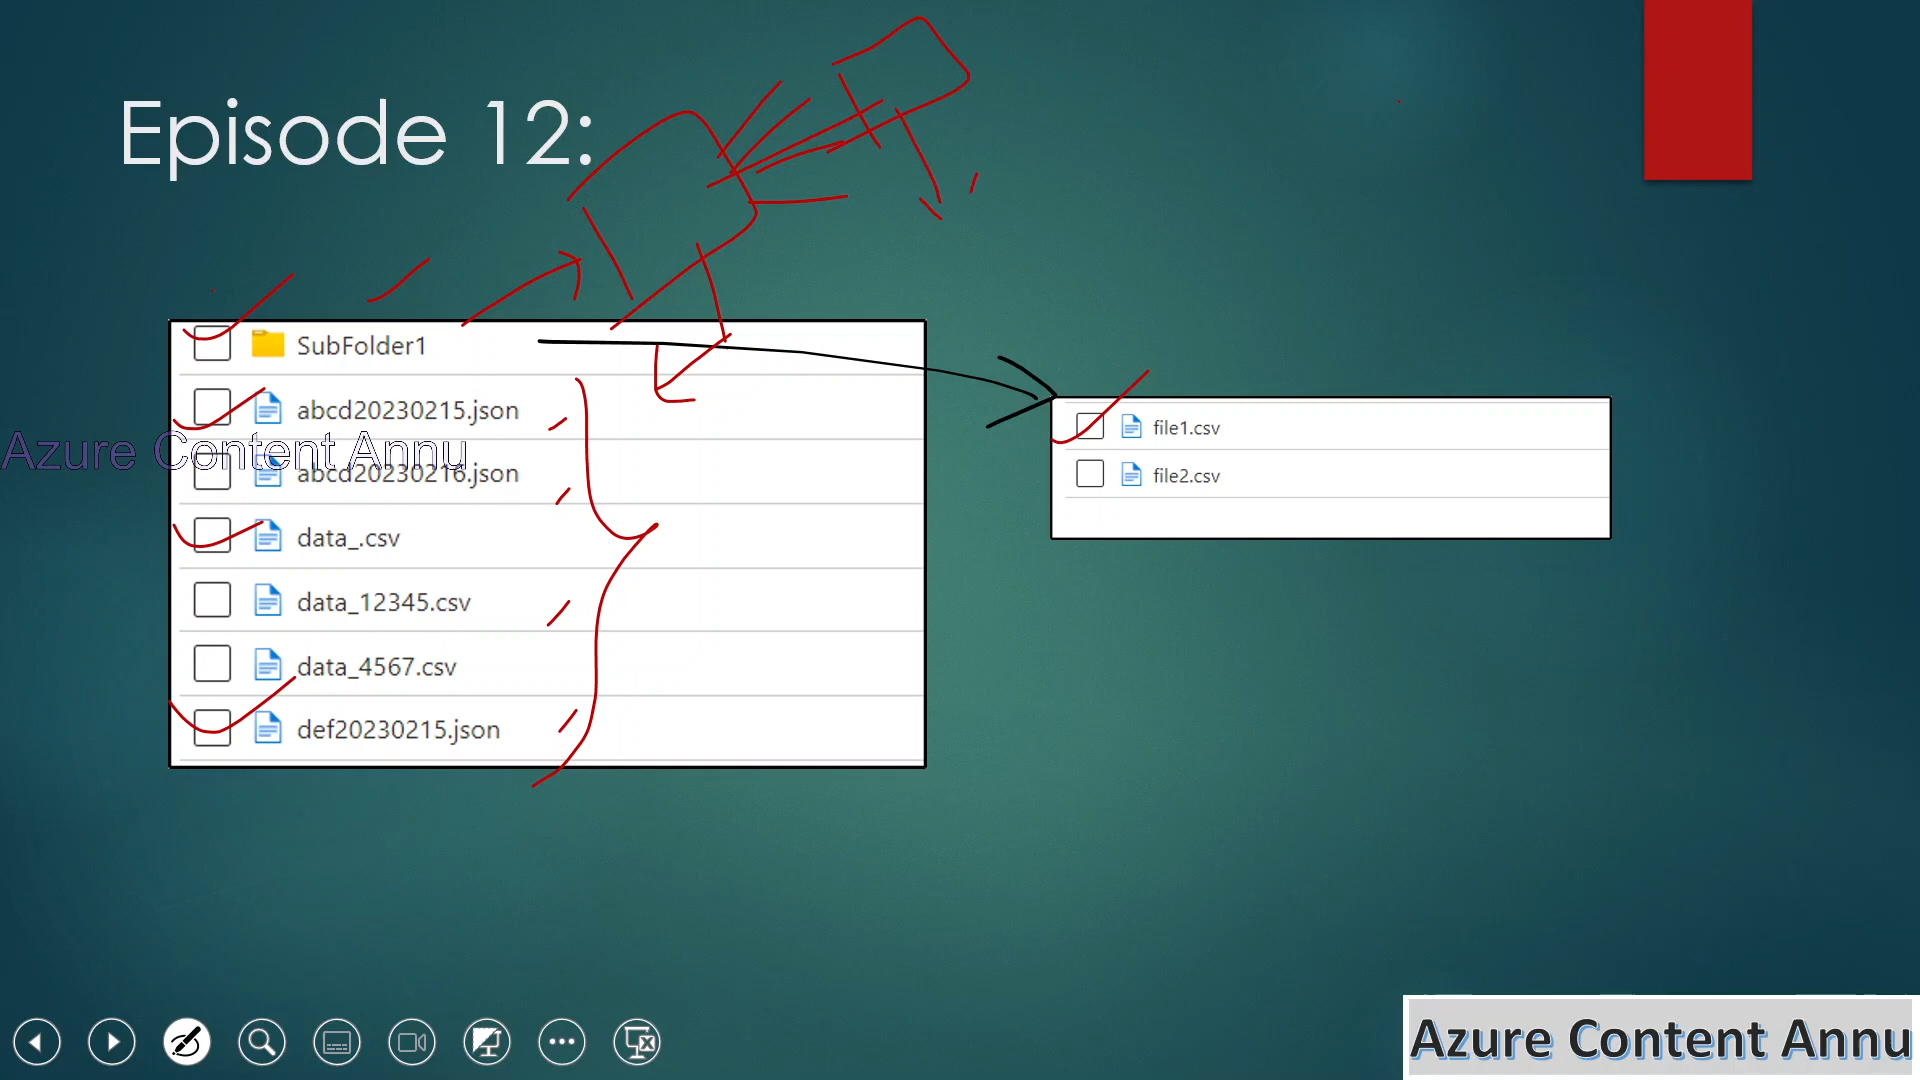 Episode 12:
SubFolder1
abcd20230215.json
Azure Content Annu
abcd20230216.json
data_.csv
data_12345.csv
data_4567.csv
def20230215.json
file1.csv
file2.csv
Azure Content Annu